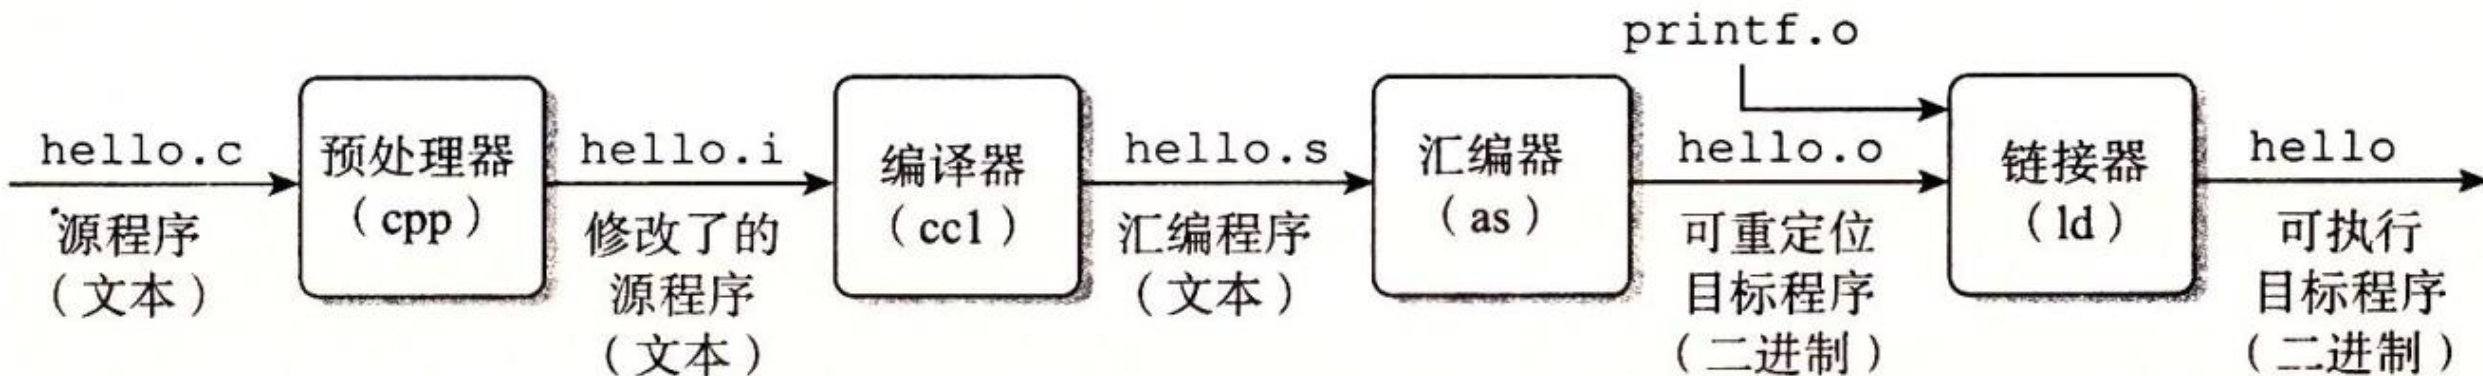 printf.o
hello.c
预处理器
(cpp)
hello.i
编译器
(cc1)
hello.s
汇编器
(as)
hello.o
链接器
(ld)
hello
源程序
(文本)
修改了的
源程序
(文本)
汇编程序
(文本)
可重定位
目标程序
(二进制)
可执行
目标程序
(二进制)